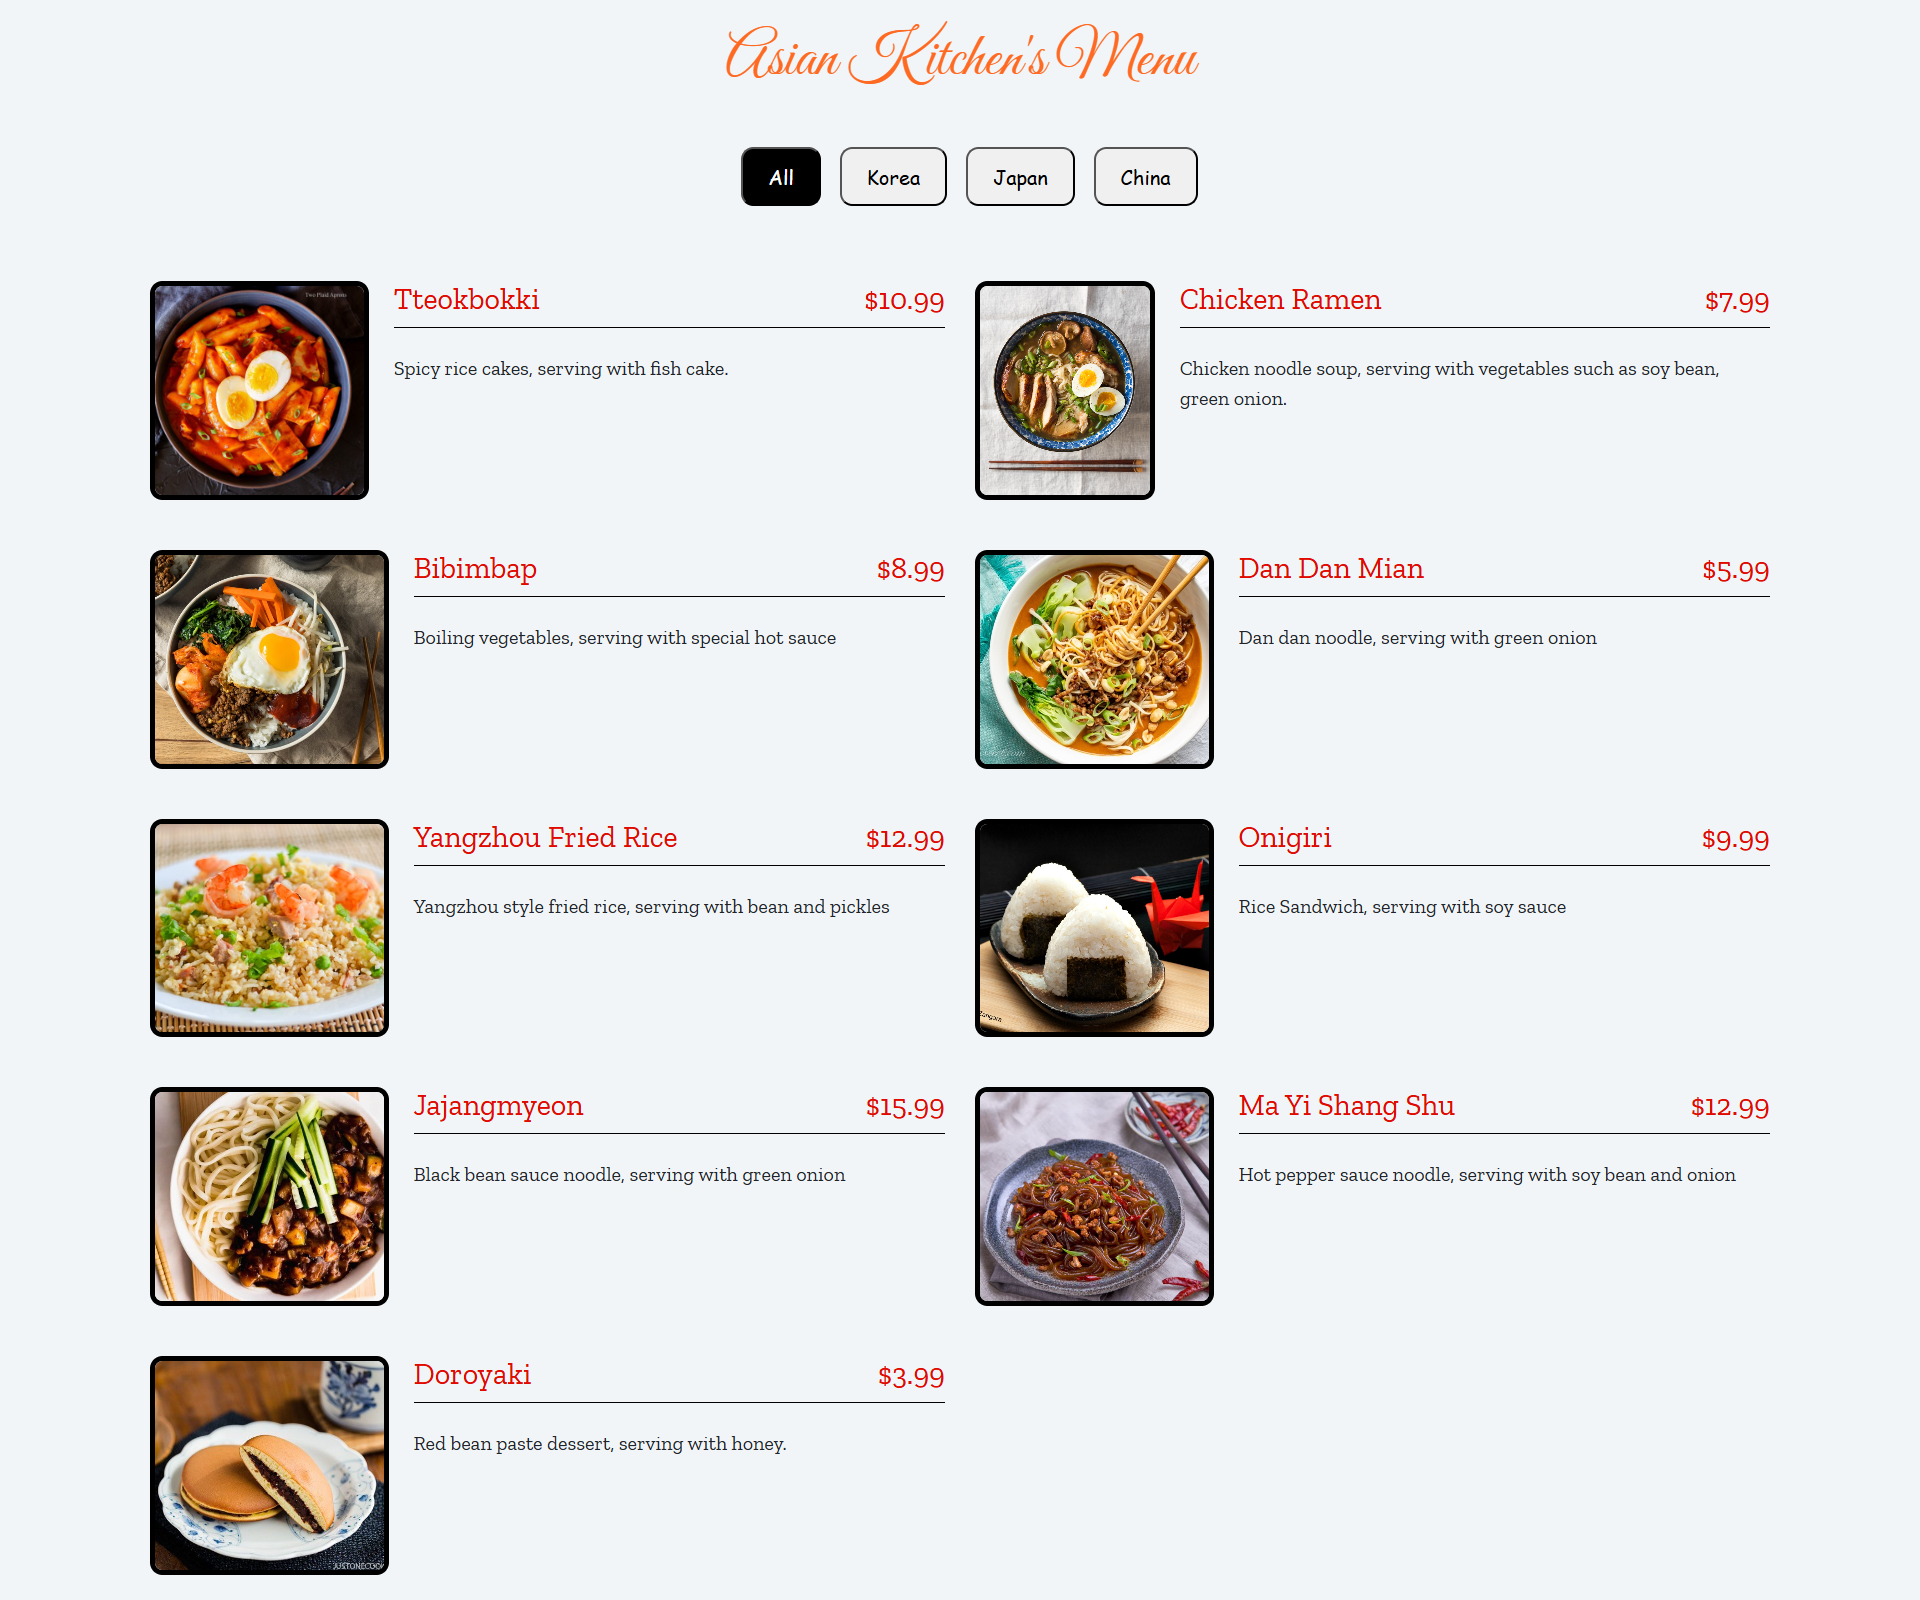 Asian Kitchen's Menu
All
Korea
Japan
China
Two Plaid Aprons
Tteokbokki
$10.99
Spicy rice cakes, serving with fish cake.
Chicken Ramen
$7.99
Chicken noodle soup, serving with vegetables such as soy bean,
green onion.
Bibimbap
$8.99
Boiling vegetables, serving with special hot sauce
Dan Dan Mian
$5.99
Dan dan noodle, serving with green onion
Yangzhou Fried Rice
$12.99
Yangzhou style fried rice, serving with bean and pickles
Onigiri
$9.99
Rice Sandwich, serving with soy sauce
Jajangmyeon
$15.99
Black bean sauce noodle, serving with green onion
Ma Yi Shang Shu
$12.99
Hot pepper sauce noodle, serving with soy bean and onion
Doroyaki
$3.99
Red bean paste dessert, serving with honey.